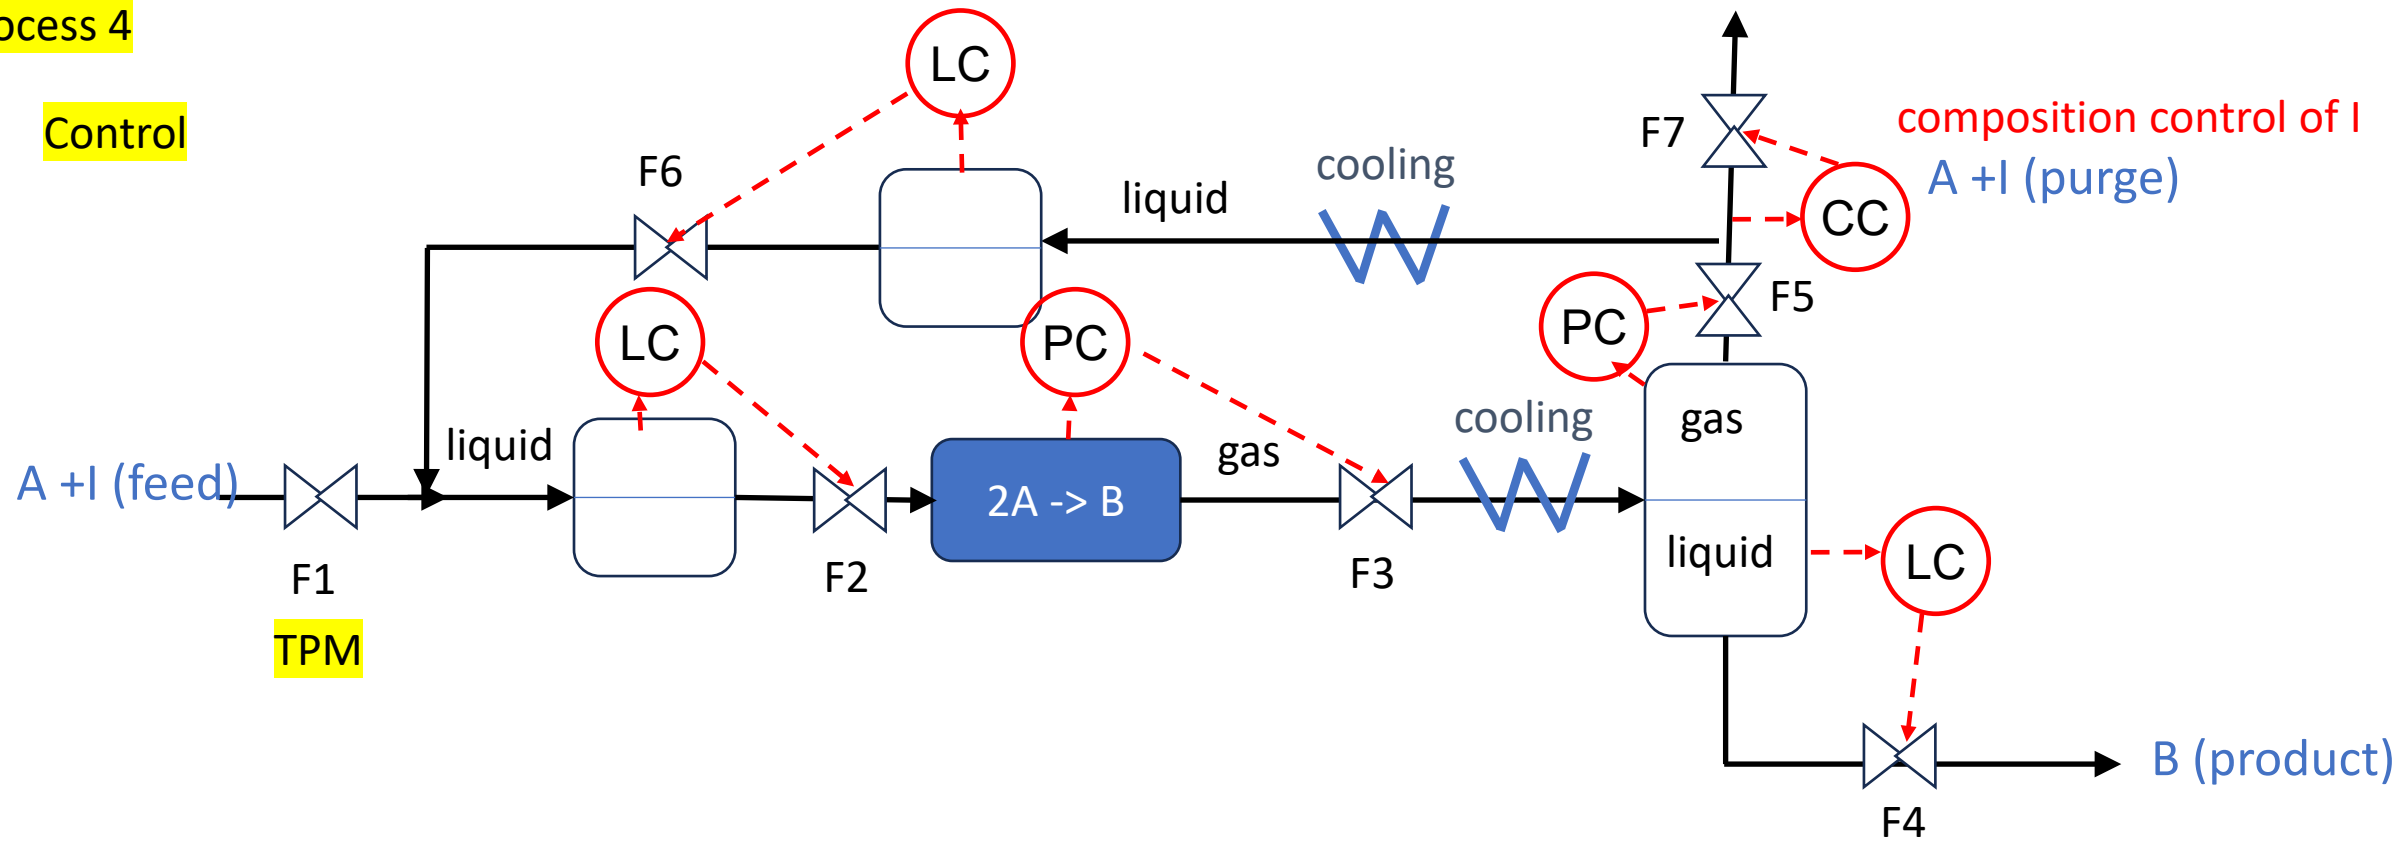 ocess 4
Control
LC
F6
liquid
cooling
F7
composition control of I
A +I (purge)
CC
F5
PC
LC
PC
gas
cooling
gas
liquid
A +I (feed)
liquid
2A -> B
F1
TPM
F2
F3
LC
B (product)
F4